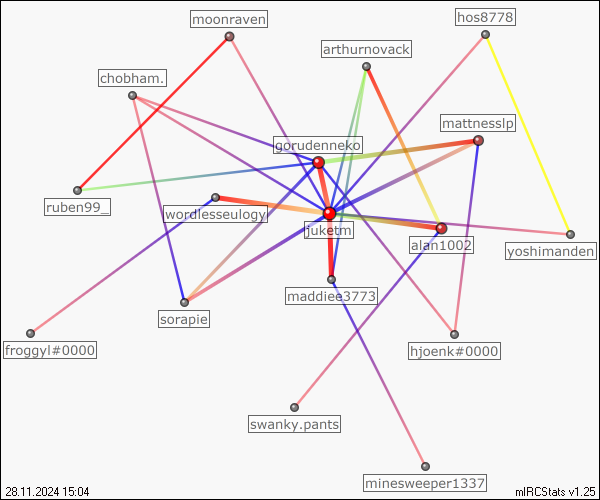 moonraven
hos8778
arthurnovack
chobham.
mattnesslp
gorudenneko
ruben99_
wordlesseulogy
juketm
alan1002
yoshimanden
maddiee3773
sorapie
froggyl#0000
hjoenk#0000
swanky.pants
minesweeper1337
28.11.2024 15:04
mIRCStats v1.25